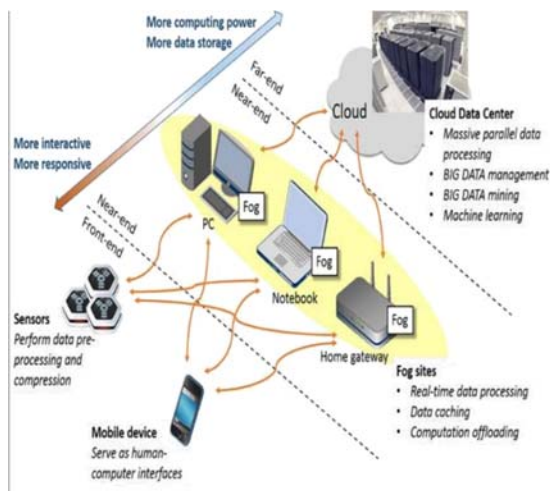 More computing power
More data storage
Far-end
Near-end
Cloud
Cloud Data Center
• Massive parallel data
processing
• BIG DATA management
• BIG DATA mining
• Machine learning
More interactive
More responsive
Near-end
Front-end
Fog
PC
Fog
Notebook
Fog
Home gateway
Sensors
Perform data pre-
processing and
compression
Fog sites
• Real-time data processing
• Data caching
• Computation affloading
Mobile device
Serve as human-
computer interfaces